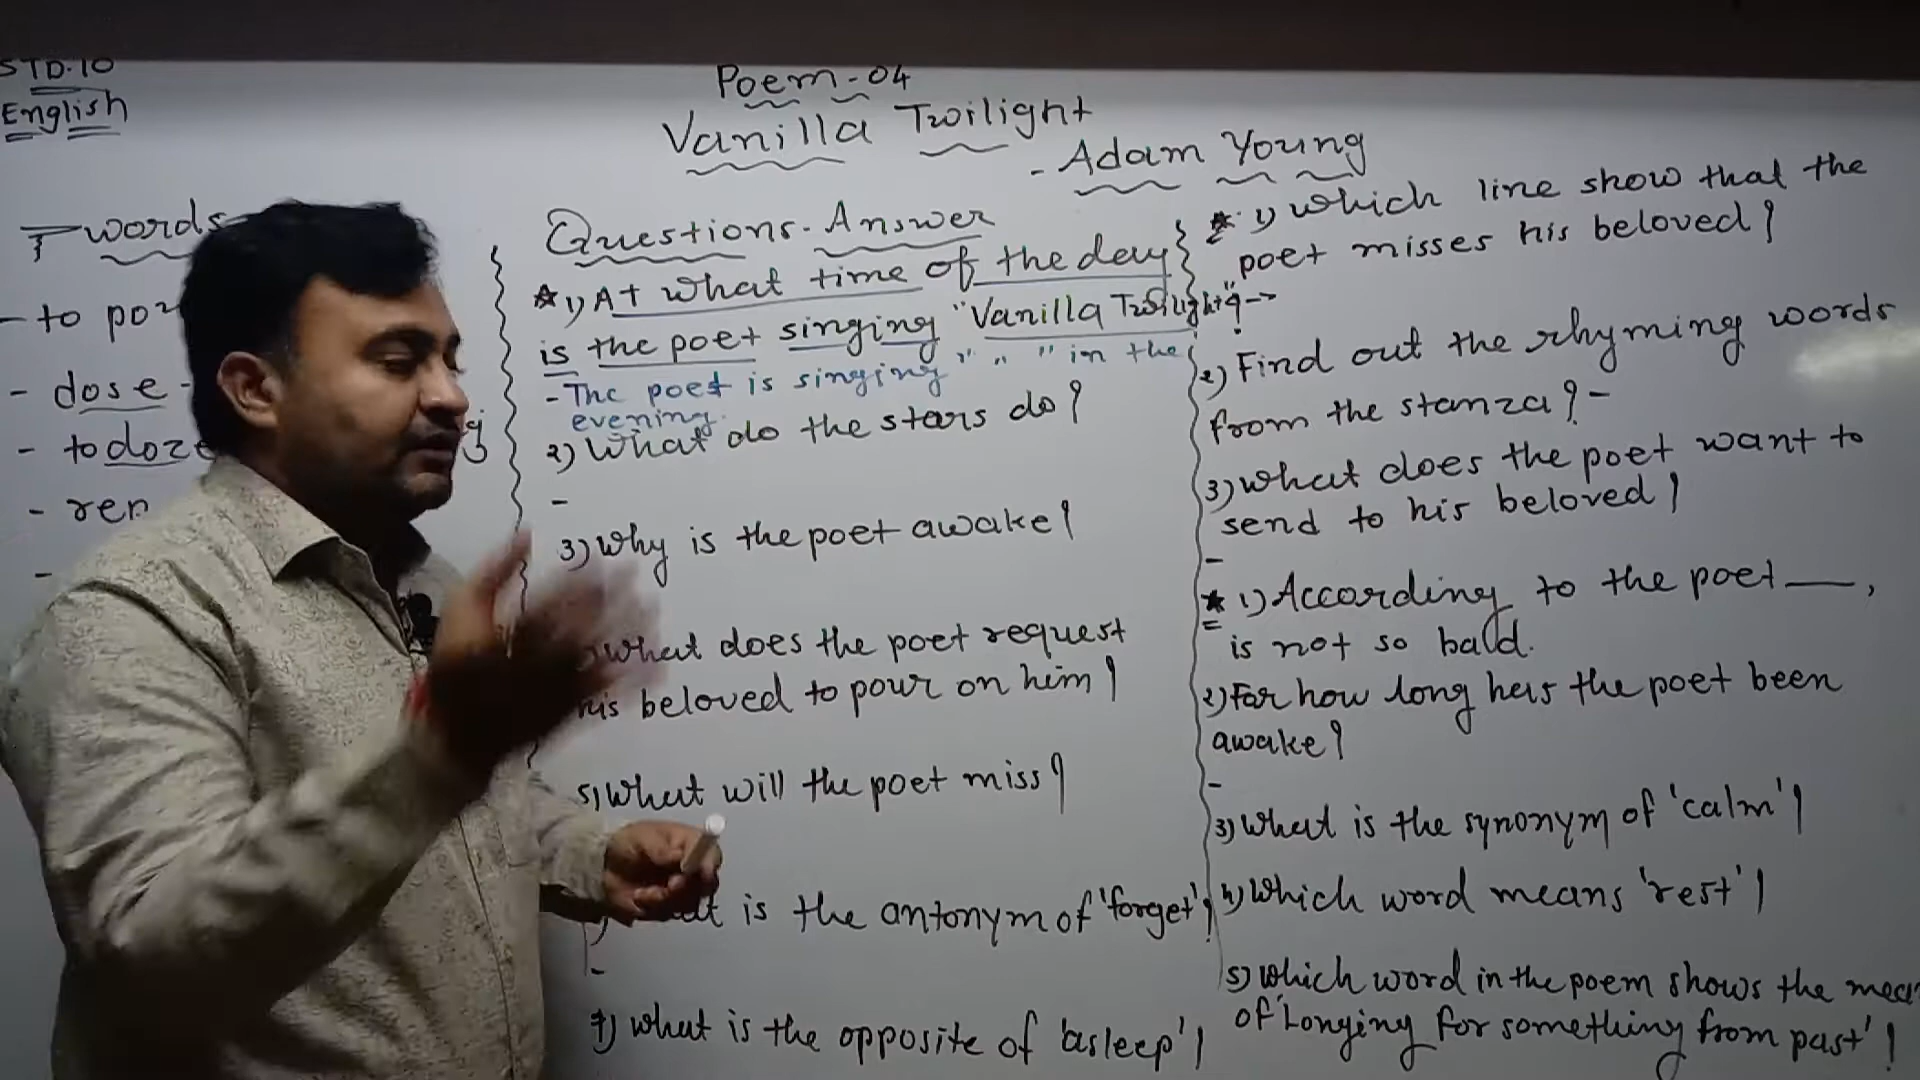 STD.10
English
Poem-04
Vanilla Twilight
- Adam Young
words
- to
- dose -
- to doze
-
Questions-Answer
* 1) At what time of the day
is the poet singing "Vanilla Twilight"?-->
- The poet is singing " " " in the
evening.
2) What do the stars do?
-
3) Why is the poet awake?
What does the poet request
his beloved to pour on him?
5) What will the poet miss?
is the antonym of 'forget'?
-
7) What is the opposite of 'asleep'?
* 1) Which line show that the
poet misses his beloved?
2) Find out the rhyming words
from the stanza? -
3) What does the poet want to
send to his beloved?
-
* 1) According to the poet ___,
is not so bad.
2) For how long has the poet been
awake?
-
3) What is the synonym of 'calm'?
4) Which word means 'rest'?
5) Which word in the poem shows the
of 'Longing for something from past'?